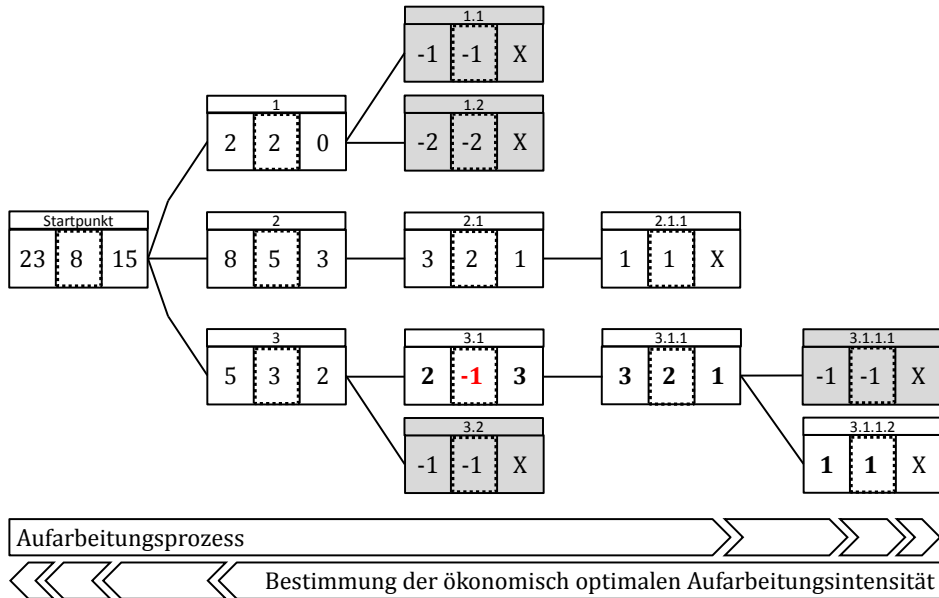 1.1
-1 -1 X
1
2 2 0
1.2
-2 -2 X
Startpunkt
23 8 15
2
8 5 3
2.1
3 2 1
2.1.1
1 1 X
3
5 3 2
3.1
2 -1 3
3.1.1
3 2 1
3.1.1.1
-1 -1 X
3.2
-1 -1 X
3.1.1.2
1 1 X
Aufarbeitungsprozess
Bestimmung der ökonomisch optimalen Aufarbeitungsintensität